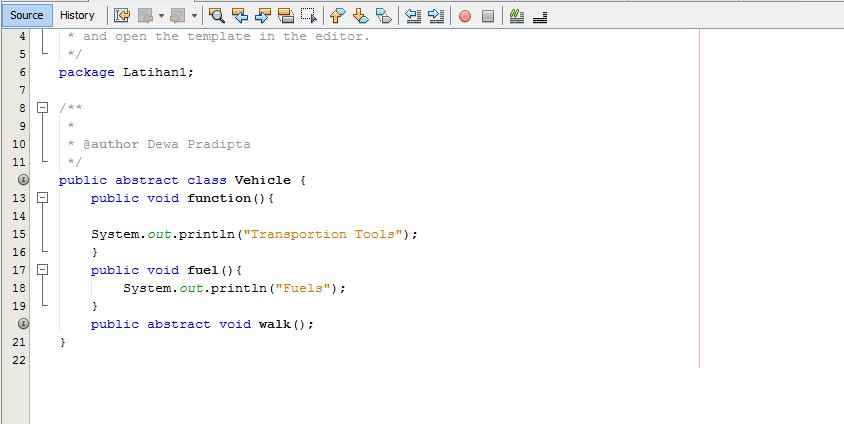 Source History
4 * and open the template in the editor.
5 */
6 package Latihan1;
7
8 /**
9 *
10 * @author Dewa Pradipta
11 */
public abstract class Vehicle {
13 public void function(){
14
15 System.out.println("Transportion Tools");
16 }
17 public void fuel(){
18 System.out.println("Fuels");
19 }
public abstract void walk();
21 }
22